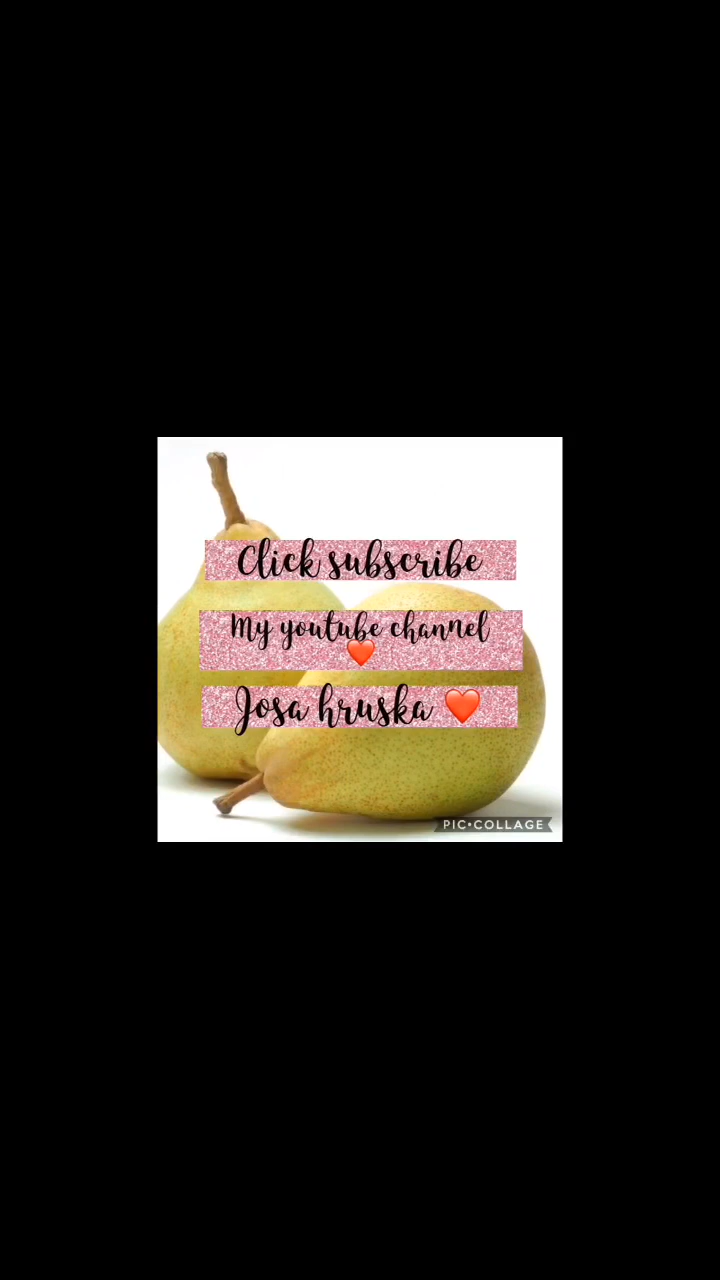 Click subscribe
My youtube channel
❤️
Josa hruska ❤️
PIC•COLLAGE